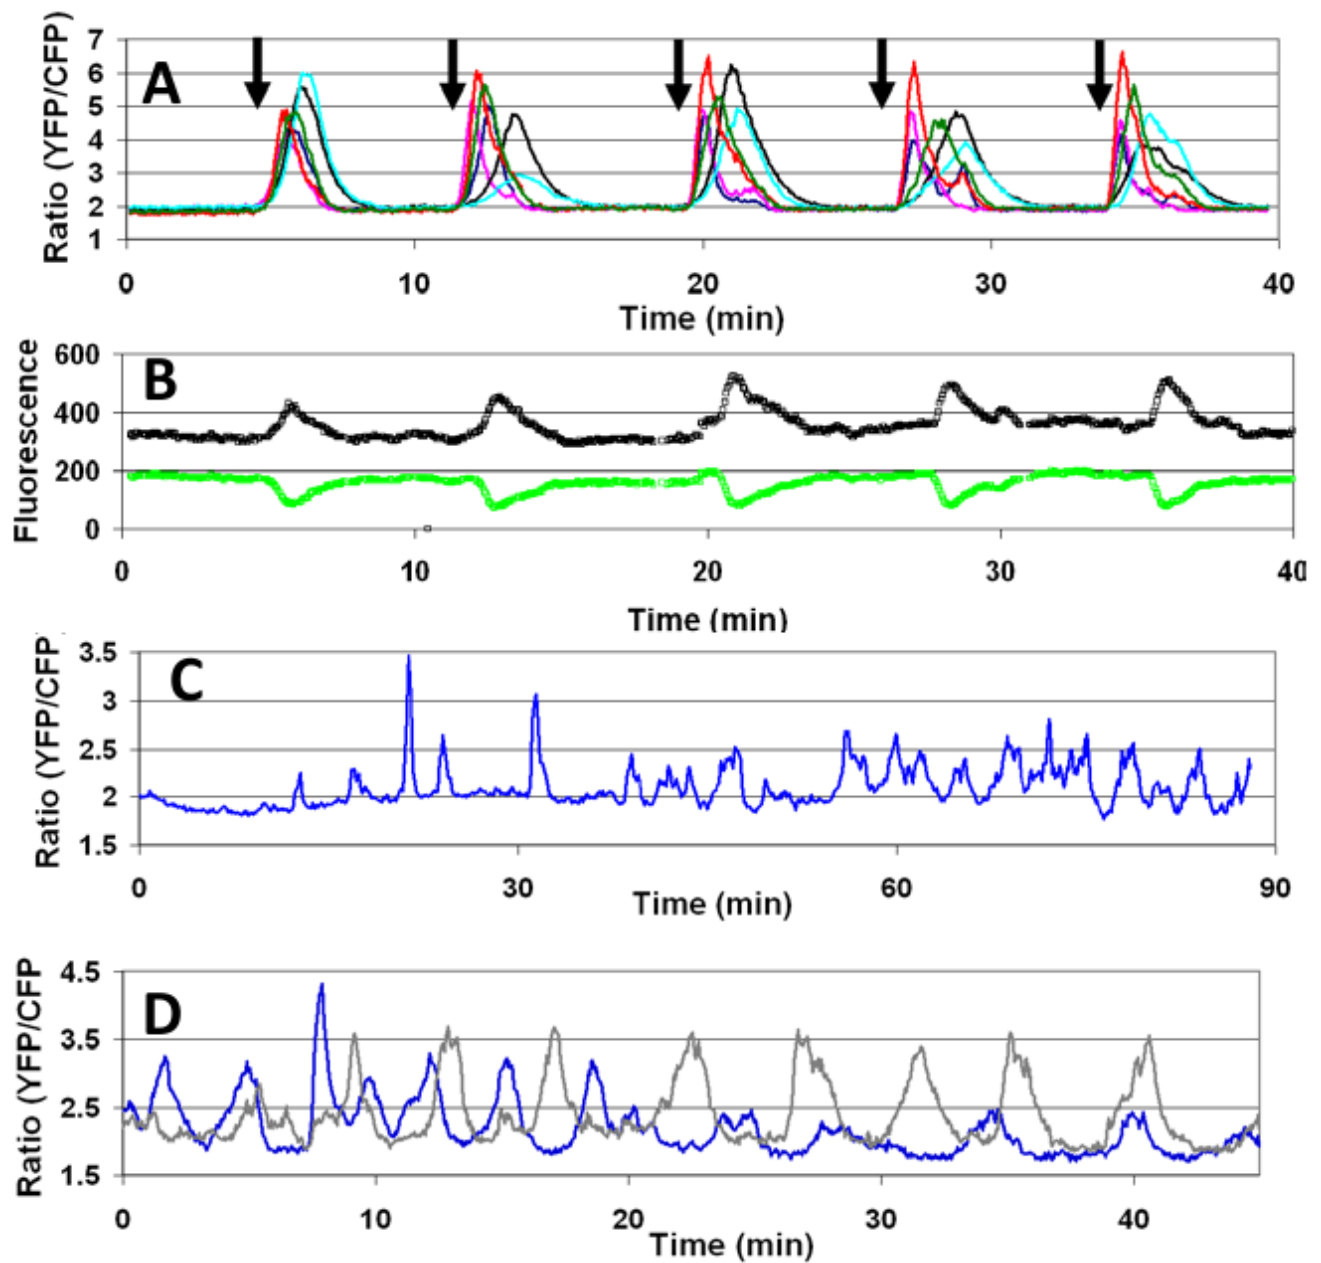 A
Ratio (YFP/CFP)
7
6
5
4
3
2
1
0 10 20 30 40
Time (min)
B
Fluorescence
600
400
200
0
0 10 20 30 40
Time (min)
C
Ratio (YFP/CFP)
3.5
3
2.5
2
1.5
0 30 60 90
Time (min)
D
Ratio (YFP/CFP
4.5
3.5
2.5
1.5
0 10 20 30 40
Time (min)